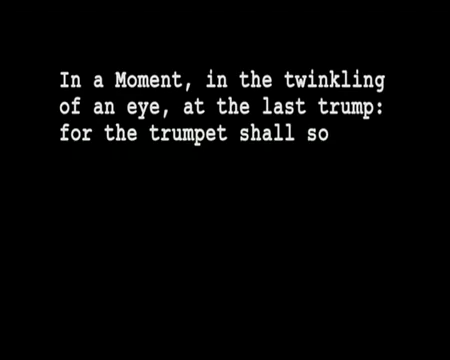 In a Moment, in the twinkling
of an eye, at the last trump:
for the trumpet shall so